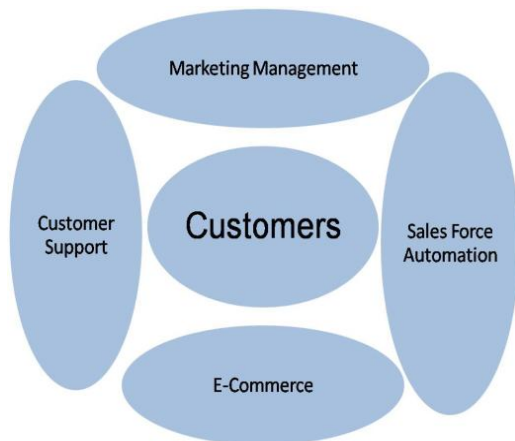 Marketing Management
Customer
Support
Customers
Sales Force
Automation
E-Commerce